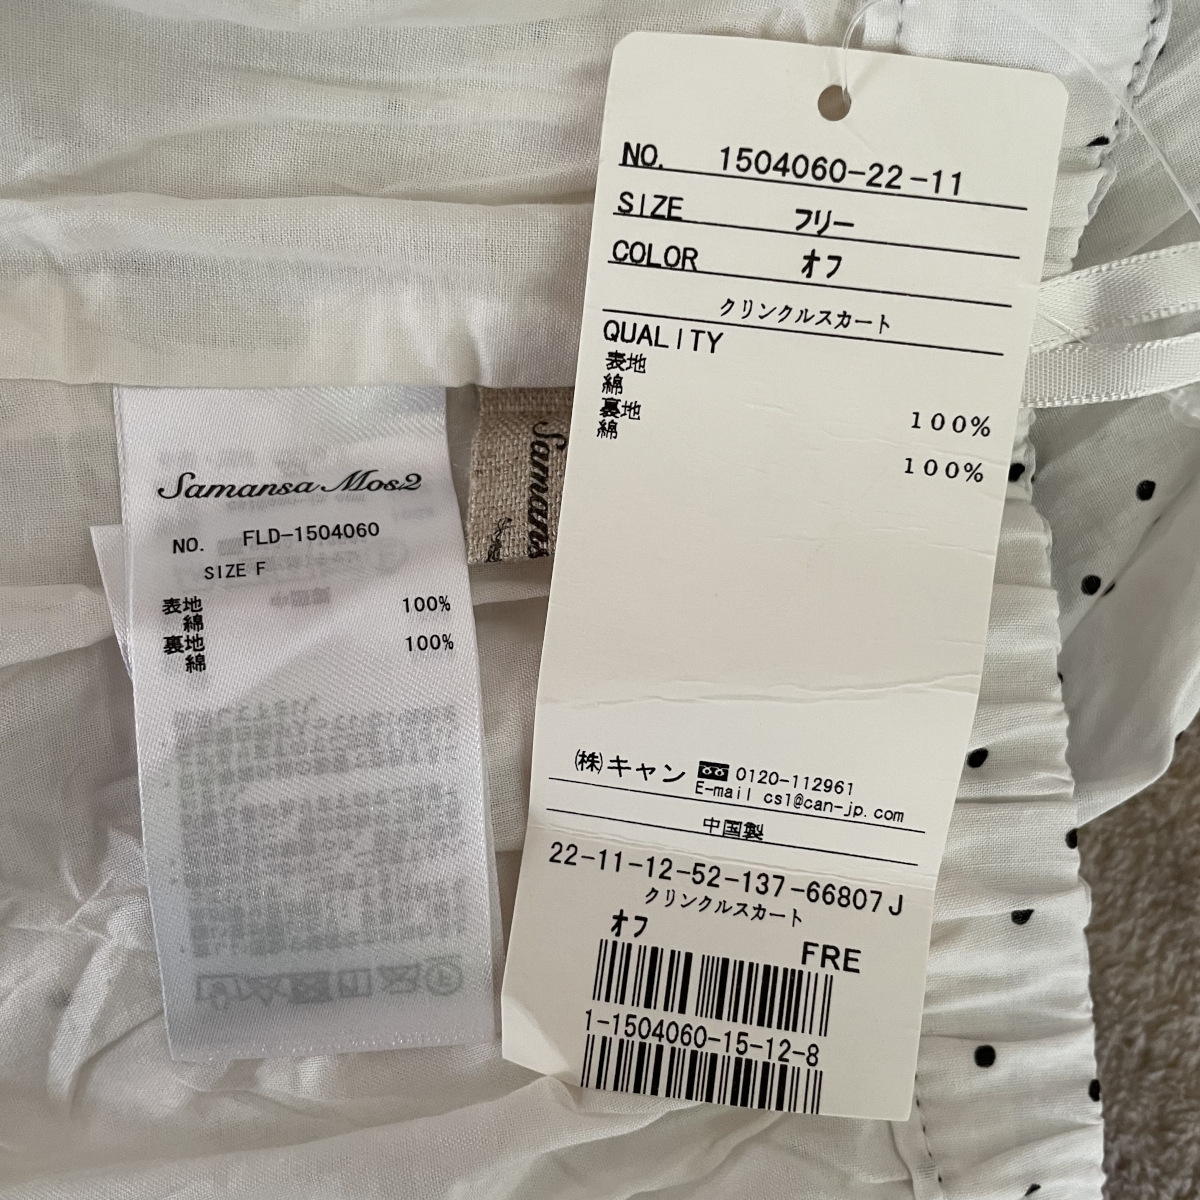 Samansa Mos2
NO. FLD-1504060
SIZE F
表地 100%
綿
裏地 100%
綿
Samans
NO. 1504060-22-11
SIZE フリー
COLOR オフ
クリンクルスカート
QUALITY
表地
綿 100%
裏地
綿 100%
㈱キャン 0120-112961
E-mail cs1@can-jp.com
中国製
22-11-12-52-137-66807J
クリンクルスカート
オフ
FRE
1-1504060-15-12-8